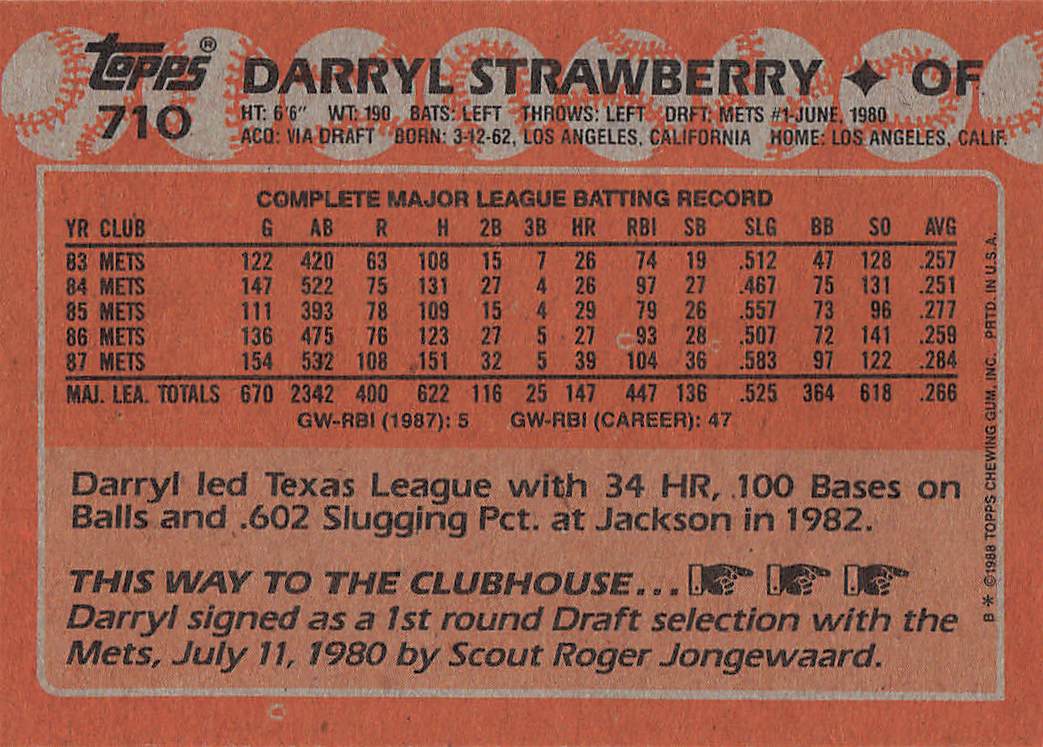 topps®
710
DARRYL STRAWBERRY ✦ OF
HT: 6'6" WT: 190 BATS: LEFT THROWS: LEFT DRFT: METS #1-JUNE, 1980
ACQ: VIA DRAFT BORN: 3-12-62, LOS ANGELES, CALIFORNIA HOME: LOS ANGELES, CALIF.
COMPLETE MAJOR LEAGUE BATTING RECORD
YR CLUB G AB R H 2B 3B HR RBI SB SLG BB SO AVG
83 METS 122 420 63 108 15 7 26 74 19 .512 47 128 .257
84 METS 147 522 75 131 27 4 26 97 27 .467 75 131 .251
85 METS 111 393 78 109 15 4 29 79 26 .557 73 96 .277
86 METS 136 475 76 123 27 5 27 93 28 .507 72 141 .259
87 METS 154 532 108 151 32 5 39 104 36 .583 97 122 .284
MAJ. LEA. TOTALS 670 2342 400 622 116 25 147 447 136 .525 364 618 .266
GW-RBI (1987): 5 GW-RBI (CAREER): 47
Darryl led Texas League with 34 HR, 100 Bases on
Balls and .602 Slugging Pct. at Jackson in 1982.
THIS WAY TO THE CLUBHOUSE...
Darryl signed as a 1st round Draft selection with the
Mets, July 11, 1980 by Scout Roger Jongewaard.
B * ©1988 TOPPS CHEWING GUM, INC. PRTD. IN U.S.A.